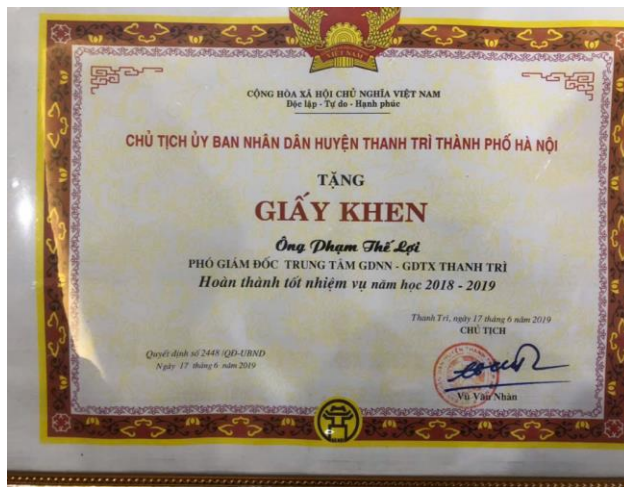 VIỆT NAM
CỘNG HÒA XÃ HỘI CHỦ NGHĨA VIỆT NAM
Độc lập - Tự do - Hạnh phúc
CHỦ TỊCH ỦY BAN NHÂN DÂN HUYỆN THANH TRÌ THÀNH PHỐ HÀ NỘI
TẶNG
GIẤY KHEN
Ông Phạm Thế Lợi
PHÓ GIÁM ĐỐC TRUNG TÂM GDNN - GDTX THANH TRÌ
Hoàn thành tốt nhiệm vụ năm học 2018 - 2019
Thanh Trì, ngày 17 tháng 6 năm 2019
CHỦ TỊCH
Quyết định số 2448 /QĐ-UBND
Ngày 17 tháng 6 năm 2019
Vũ Văn Nhàn